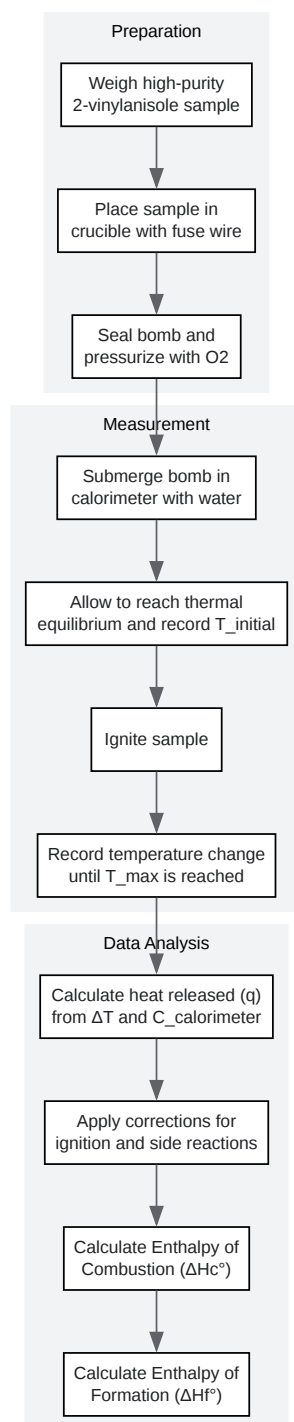 Preparation
Weigh high-purity
2-vinylanisole sample
Place sample in
crucible with fuse wire
Seal bomb and
pressurize with O2
Measurement
Submerge bomb in
calorimeter with water
Allow to reach thermal
equilibrium and record T_initial
Ignite sample
Record temperature change
until T_max is reached
Data Analysis
Calculate heat released (q)
from ΔT and C_calorimeter
Apply corrections for
ignition and side reactions
Calculate Enthalpy of
Combustion (ΔHc°)
Calculate Enthalpy of
Formation (ΔHf°)